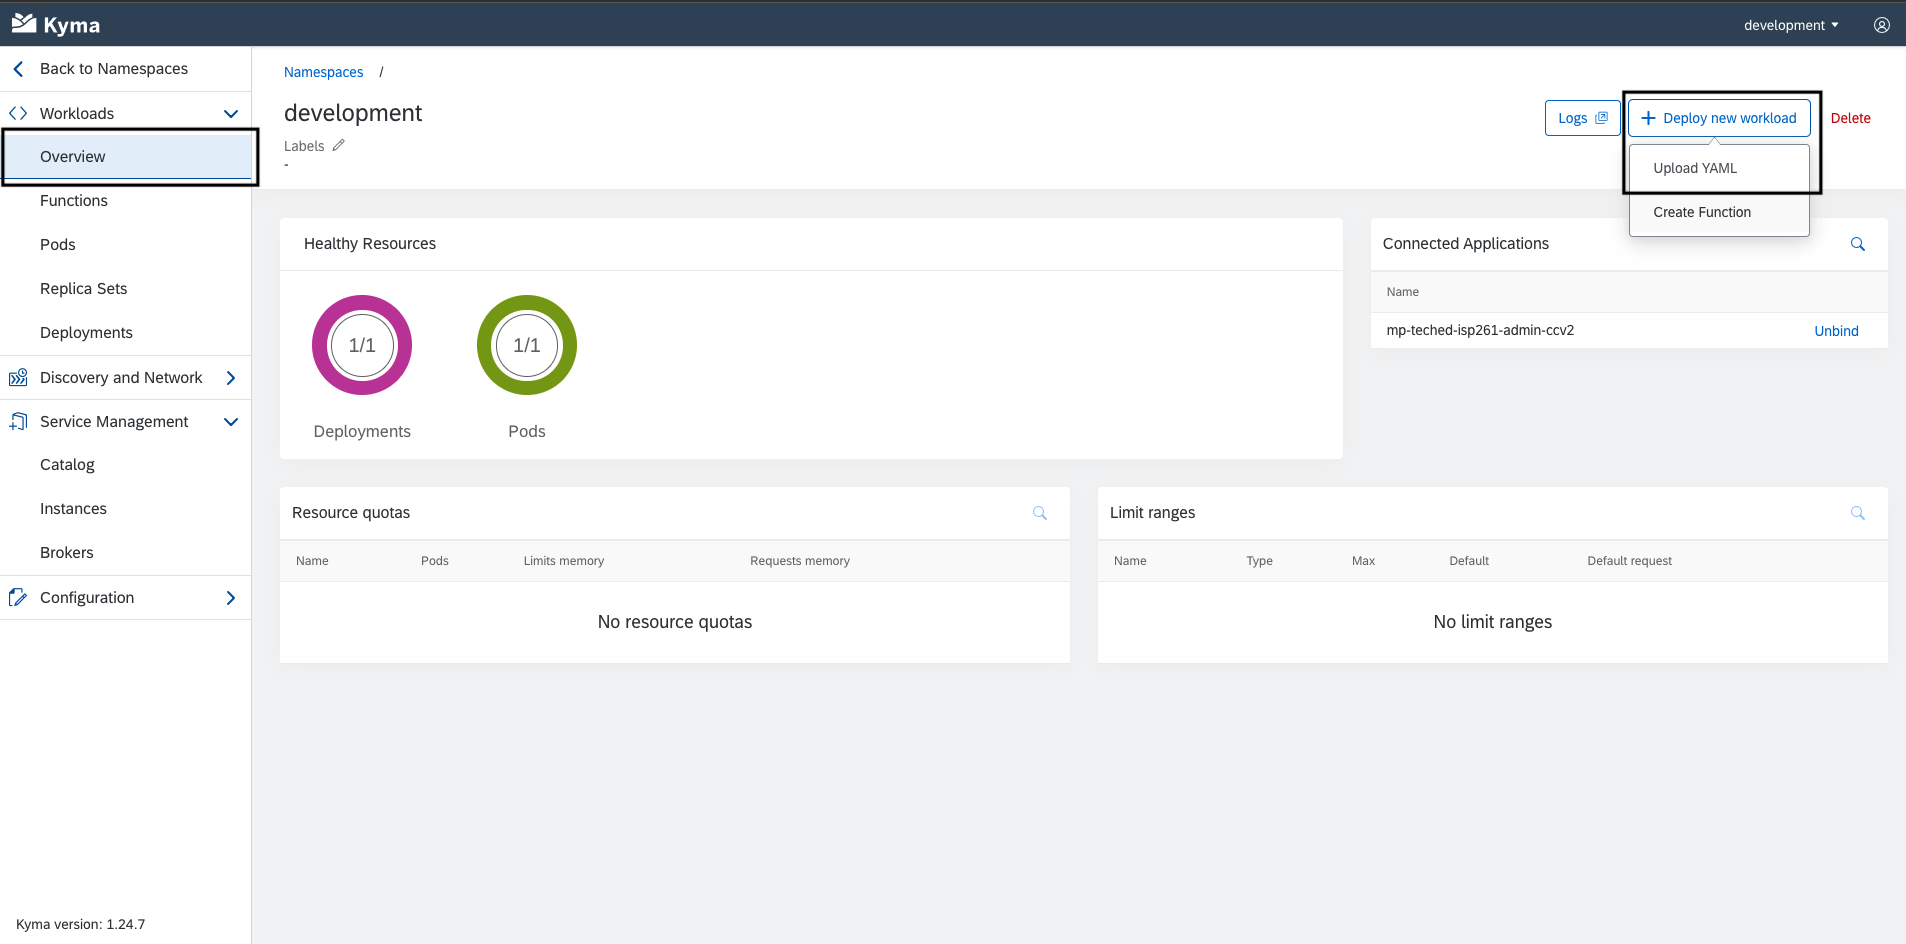 Kyma
development
Back to Namespaces
Workloads
Overview
Functions
Pods
Replica Sets
Deployments
Discovery and Network
Service Management
Catalog
Instances
Brokers
Configuration
Kyma version: 1.24.7
Namespaces /
development
Labels
-
Logs
Deploy new workload
Delete
Upload YAML
Create Function
Healthy Resources
1/1 1/1
Deployments Pods
Connected Applications
Name
mp-teched-isp261-admin-ccv2 Unbind
Resource quotas
Name Pods Limits memory Requests memory
No resource quotas
Limit ranges
Name Type Max Default Default request
No limit ranges